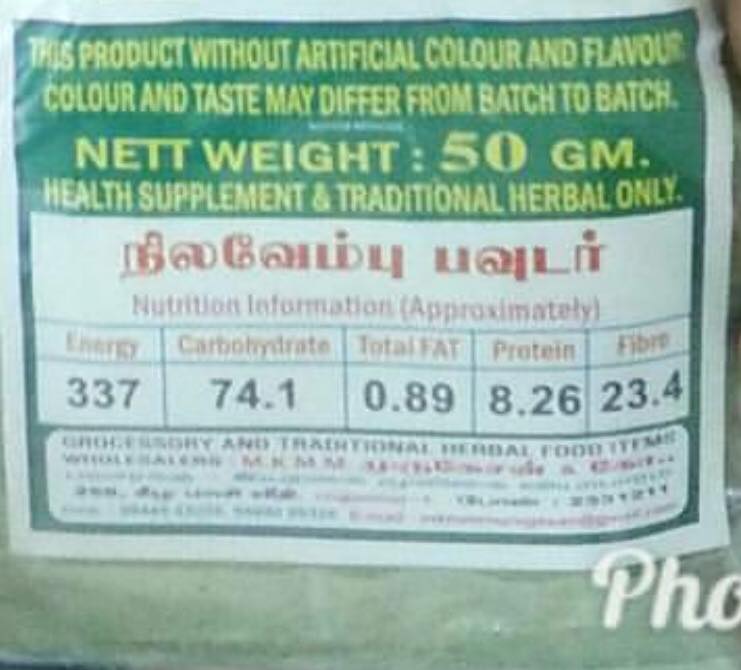 THIS PRODUCT WITHOUT ARTIFICIAL COLOUR AND FLAVOUR
COLOUR AND TASTE MAY DIFFER FROM BATCH TO BATCH.
NETT WEIGHT : 50 GM.
HEALTH SUPPLEMENT & TRADITIONAL HERBAL ONLY.
நிலவேம்பு பவுடர்
Nutrition Information (Approximately)
Energy Carbohydrate Total FAT Protein Fibre
337 74.1 0.89 8.26 23.4
GROCESSORY AND TRADITIONAL HERBAL FOOD ITEMS
WHOLESALERS M.K.M.M.
2331211
Pho